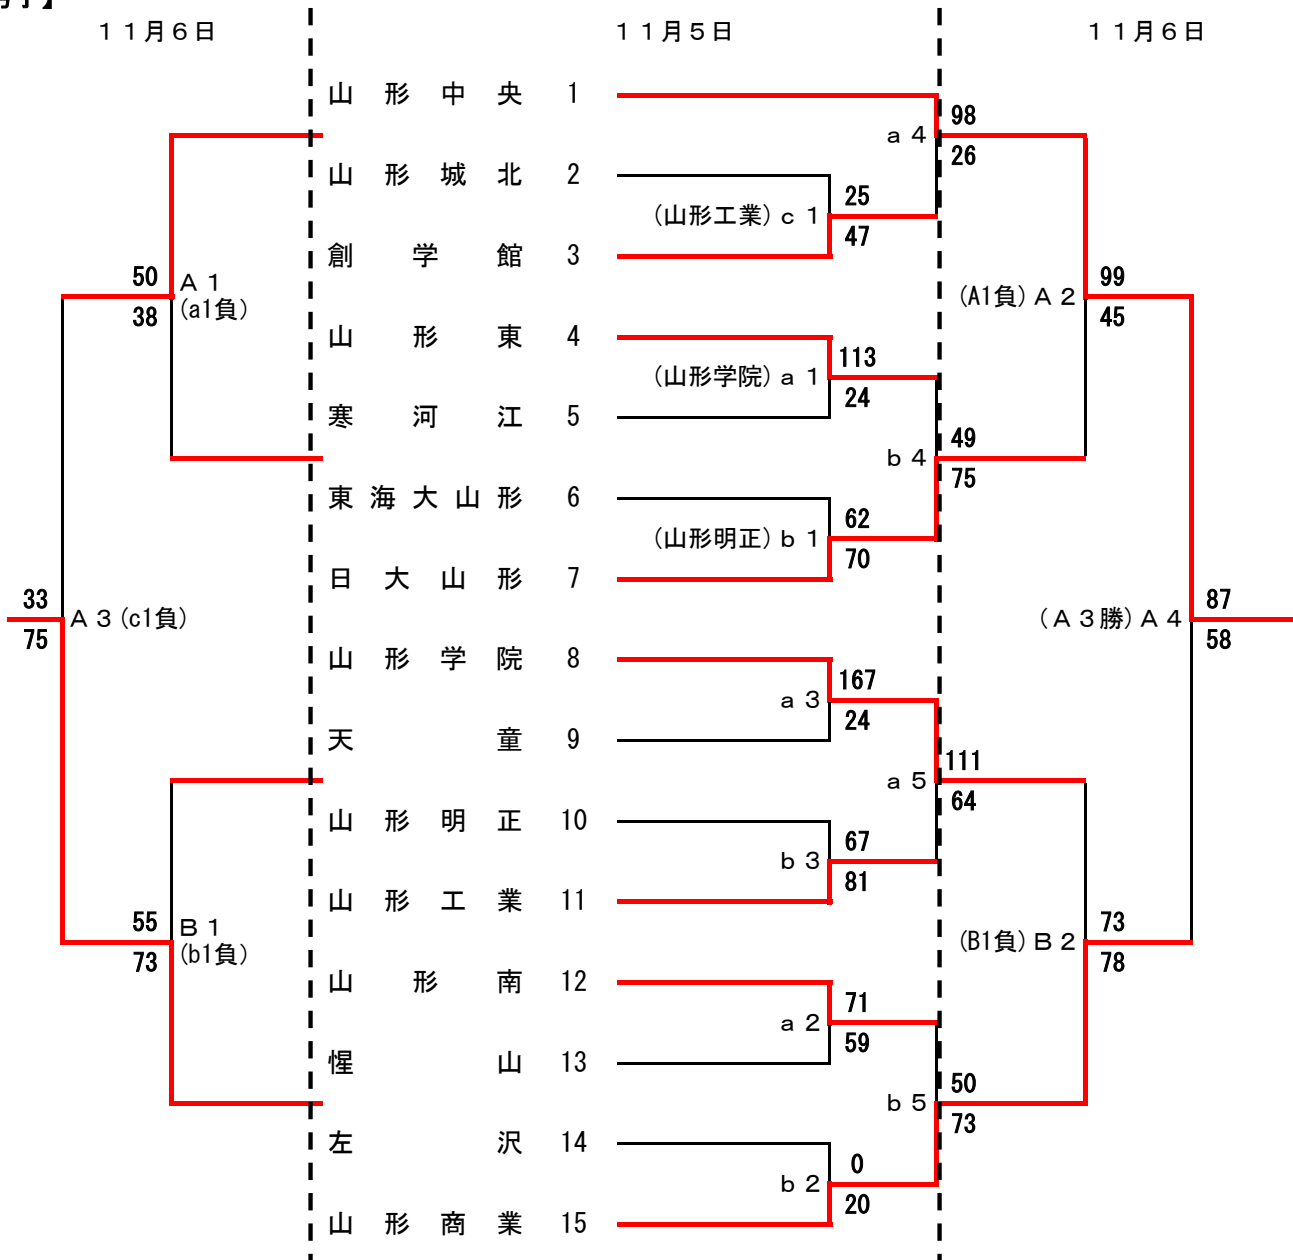 １１月６日　１１月５日　１１月６日
山形中央 1
98
a 4
26
山形城北 2
25
(山形工業) c 1
47
創学館 3
50 A 1
38 (a1負)
99
(A1負) A 2
45
山形東 4
113
(山形学院) a 1
24
寒河江 5
49
b 4
75
東海大山形 6
62
(山形明正) b 1
70
日大山形 7
33
A 3 (c1負)
75
87
(A 3勝) A 4
58
山形学院 8
167
a 3
24
天童 9
111
a 5
64
山形明正 10
67
b 3
81
山形工業 11
55 B 1
73 (b1負)
73
(B1負) B 2
78
山形南 12
71
a 2
59
惺山 13
50
b 5
73
左沢 14
0
b 2
20
山形商業 15